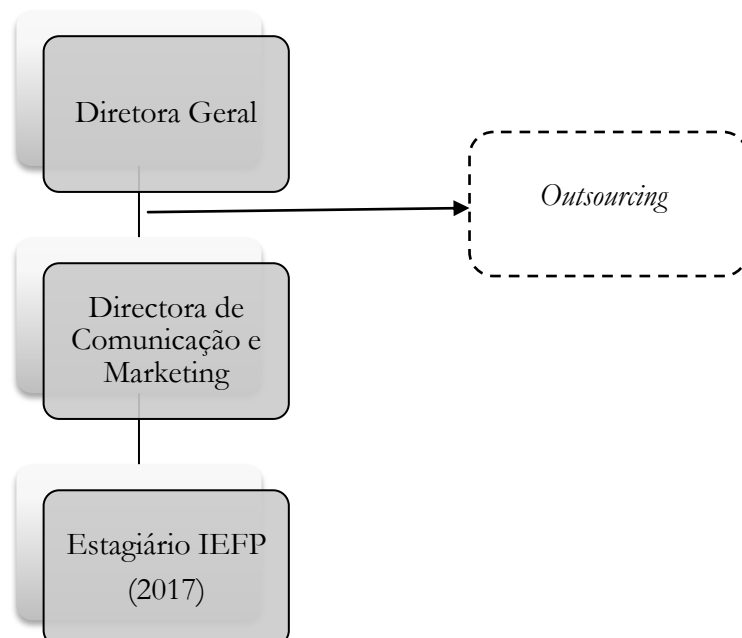 Diretora Geral
Outsourcing
Directora de
Comunicação e
Marketing
Estagiário IEFP
(2017)